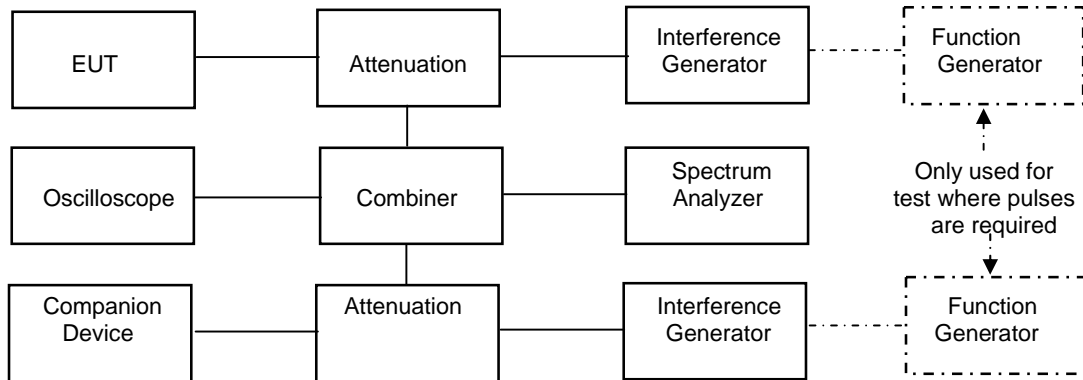 EUT
Attenuation
Interference
Generator
Function
Generator
Oscilloscope
Combiner
Spectrum
Analyzer
Only used for
test where pulses
are required
Companion
Device
Attenuation
Interference
Generator
Function
Generator